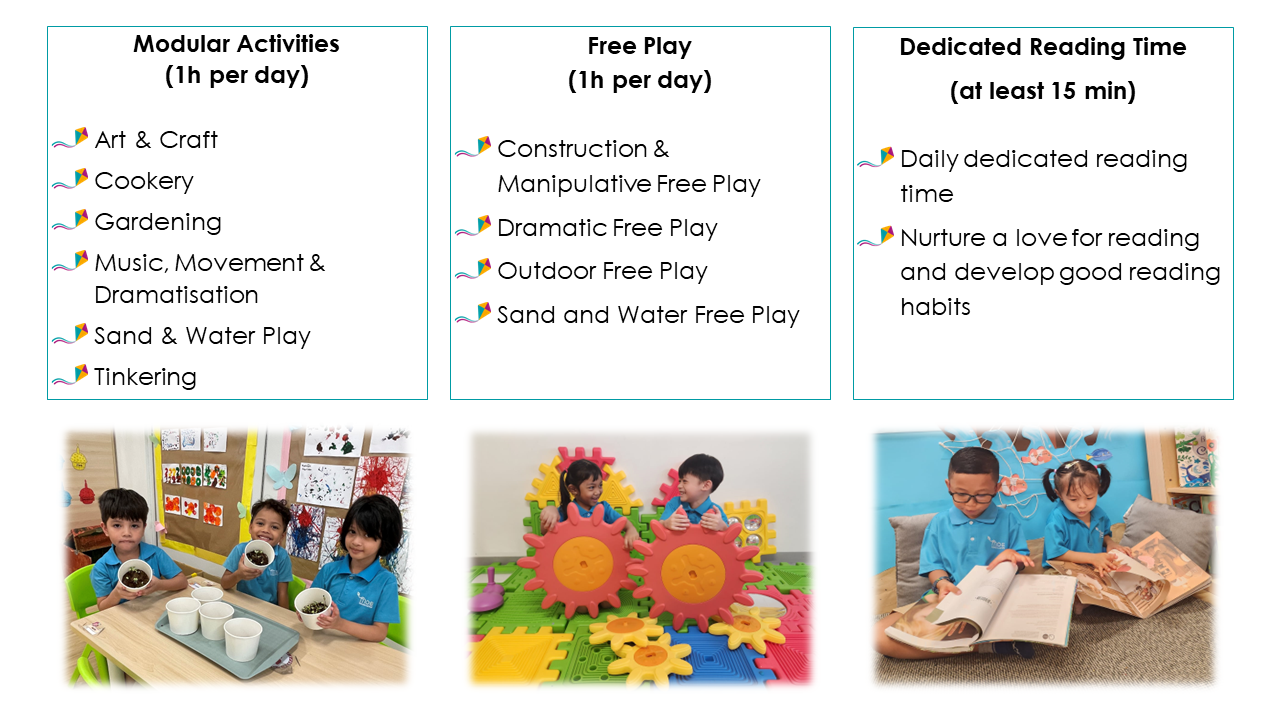 Modular Activities
(1h per day)
Art & Craft
Cookery
Gardening
Music, Movement &
Dramatisation
Sand & Water Play
Tinkering
Free Play
(1h per day)
Construction &
Manipulative Free Play
Dramatic Free Play
Outdoor Free Play
Sand and Water Free Play
Dedicated Reading Time
(at least 15 min)
Daily dedicated reading
time
Nurture a love for reading
and develop good reading
habits